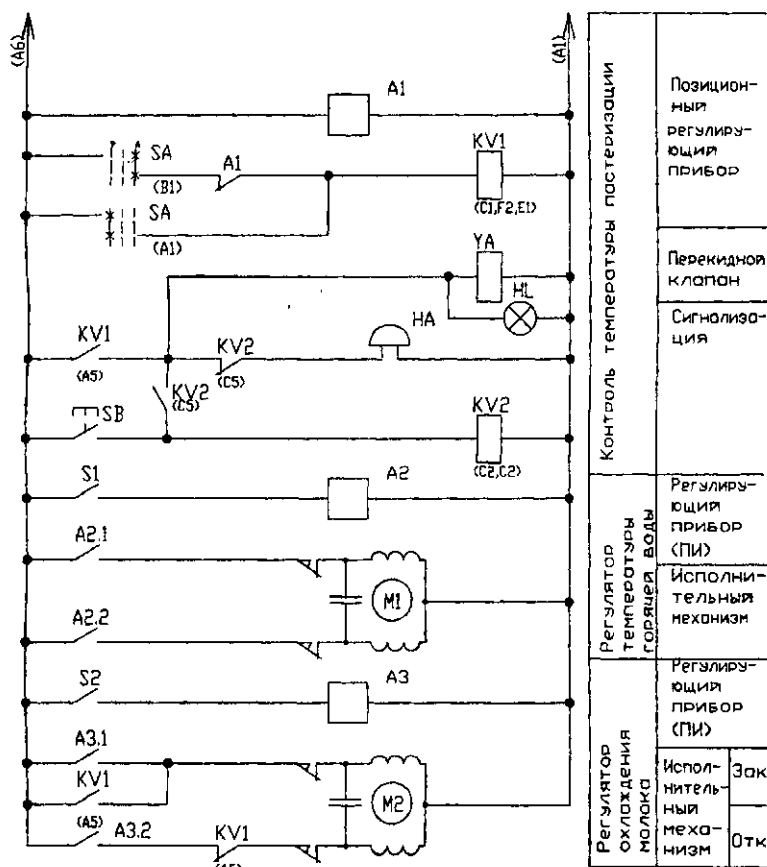 (A6)
(A1)
A1
SA
(B1)
A1
KV1
(C1,F2,E1)
SA
(A1)
YA
HL
KV1
(A5)
KV2
(C5)
HA
KV2
(C5)
SB
KV2
(C2,C2)
S1
A2
A2.1
M1
A2.2
S2
A3
A3.1
KV1
(A5)
M2
A3.2
KV1
Контроль температуры пастеризации
Позицион-
ный
регулиру-
ющий
прибор
Перекидной
клапан
Сигнализа-
ция
Регулятор
температуры
горячей воды
Регулиру-
ющий
прибор
(ПИ)
Исполни-
тельный
механизм
Регулятор
охлаждения
молока
Регулиру-
ющий
прибор
(ПИ)
Испол-
нитель-
ный
меха-
низм
Зак
Отк